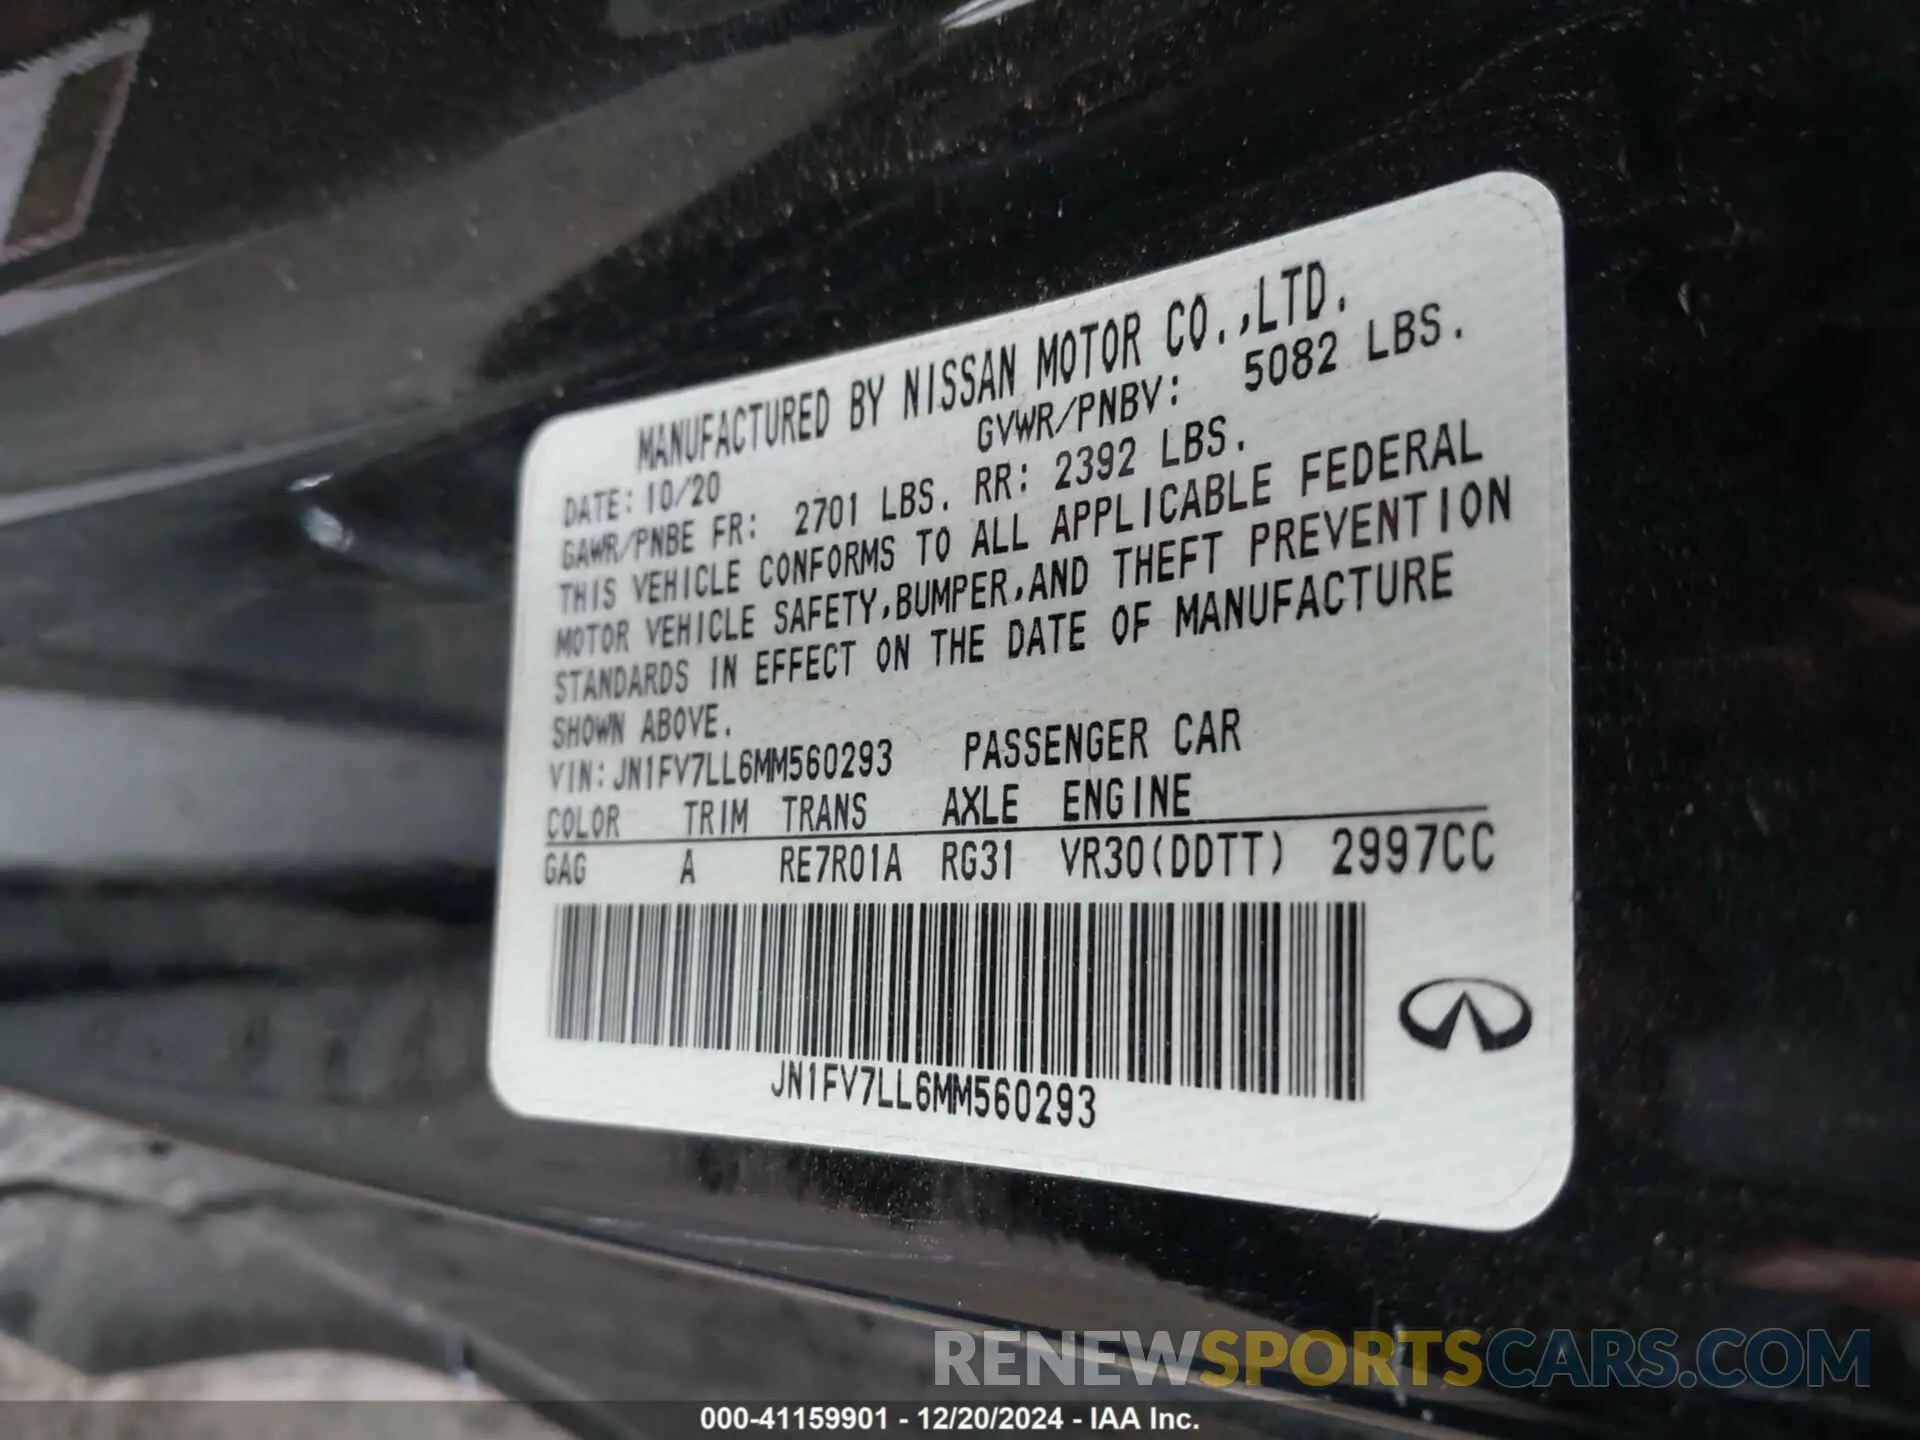 MANUFACTURED BY NISSAN MOTOR CO.,LTD.
DATE: 10/20 GVWR/PNBV: 5082 LBS.
GAWR/PNBE FR: 2701 LBS. RR: 2392 LBS.
THIS VEHICLE CONFORMS TO ALL APPLICABLE FEDERAL
MOTOR VEHICLE SAFETY,BUMPER,AND THEFT PREVENTION
STANDARDS IN EFFECT ON THE DATE OF MANUFACTURE
SHOWN ABOVE.
VIN:JN1FV7LL6MM560293 PASSENGER CAR
COLOR TRIM TRANS AXLE ENGINE
GAG A RE7R01A RG31 VR30(DDTT) 2997CC
JN1FV7LL6MM560293
RENEWSPORTSCARS.COM
000-41159901 - 12/20/2024 - IAA Inc.